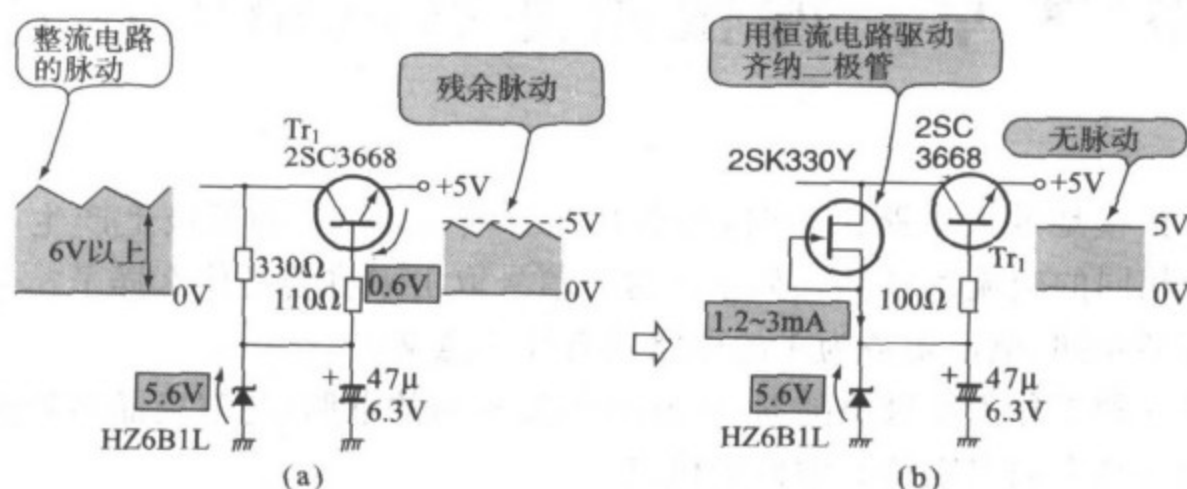 整流电路
的脉动
残余脉动
Tr₁
2SC3668
+5V
5V
6V以上
330Ω
110Ω
0.6V
0V
0V
5.6V
+
47μ
6.3V
HZ6B1L
(a)
用恒流电路驱动
齐纳二极管
2SC
3668
2SK330Y
无脉动
+5V
5V
Tr₁
100Ω
0V
1.2~3mA
5.6V
+
47μ
6.3V
HZ6B1L
(b)